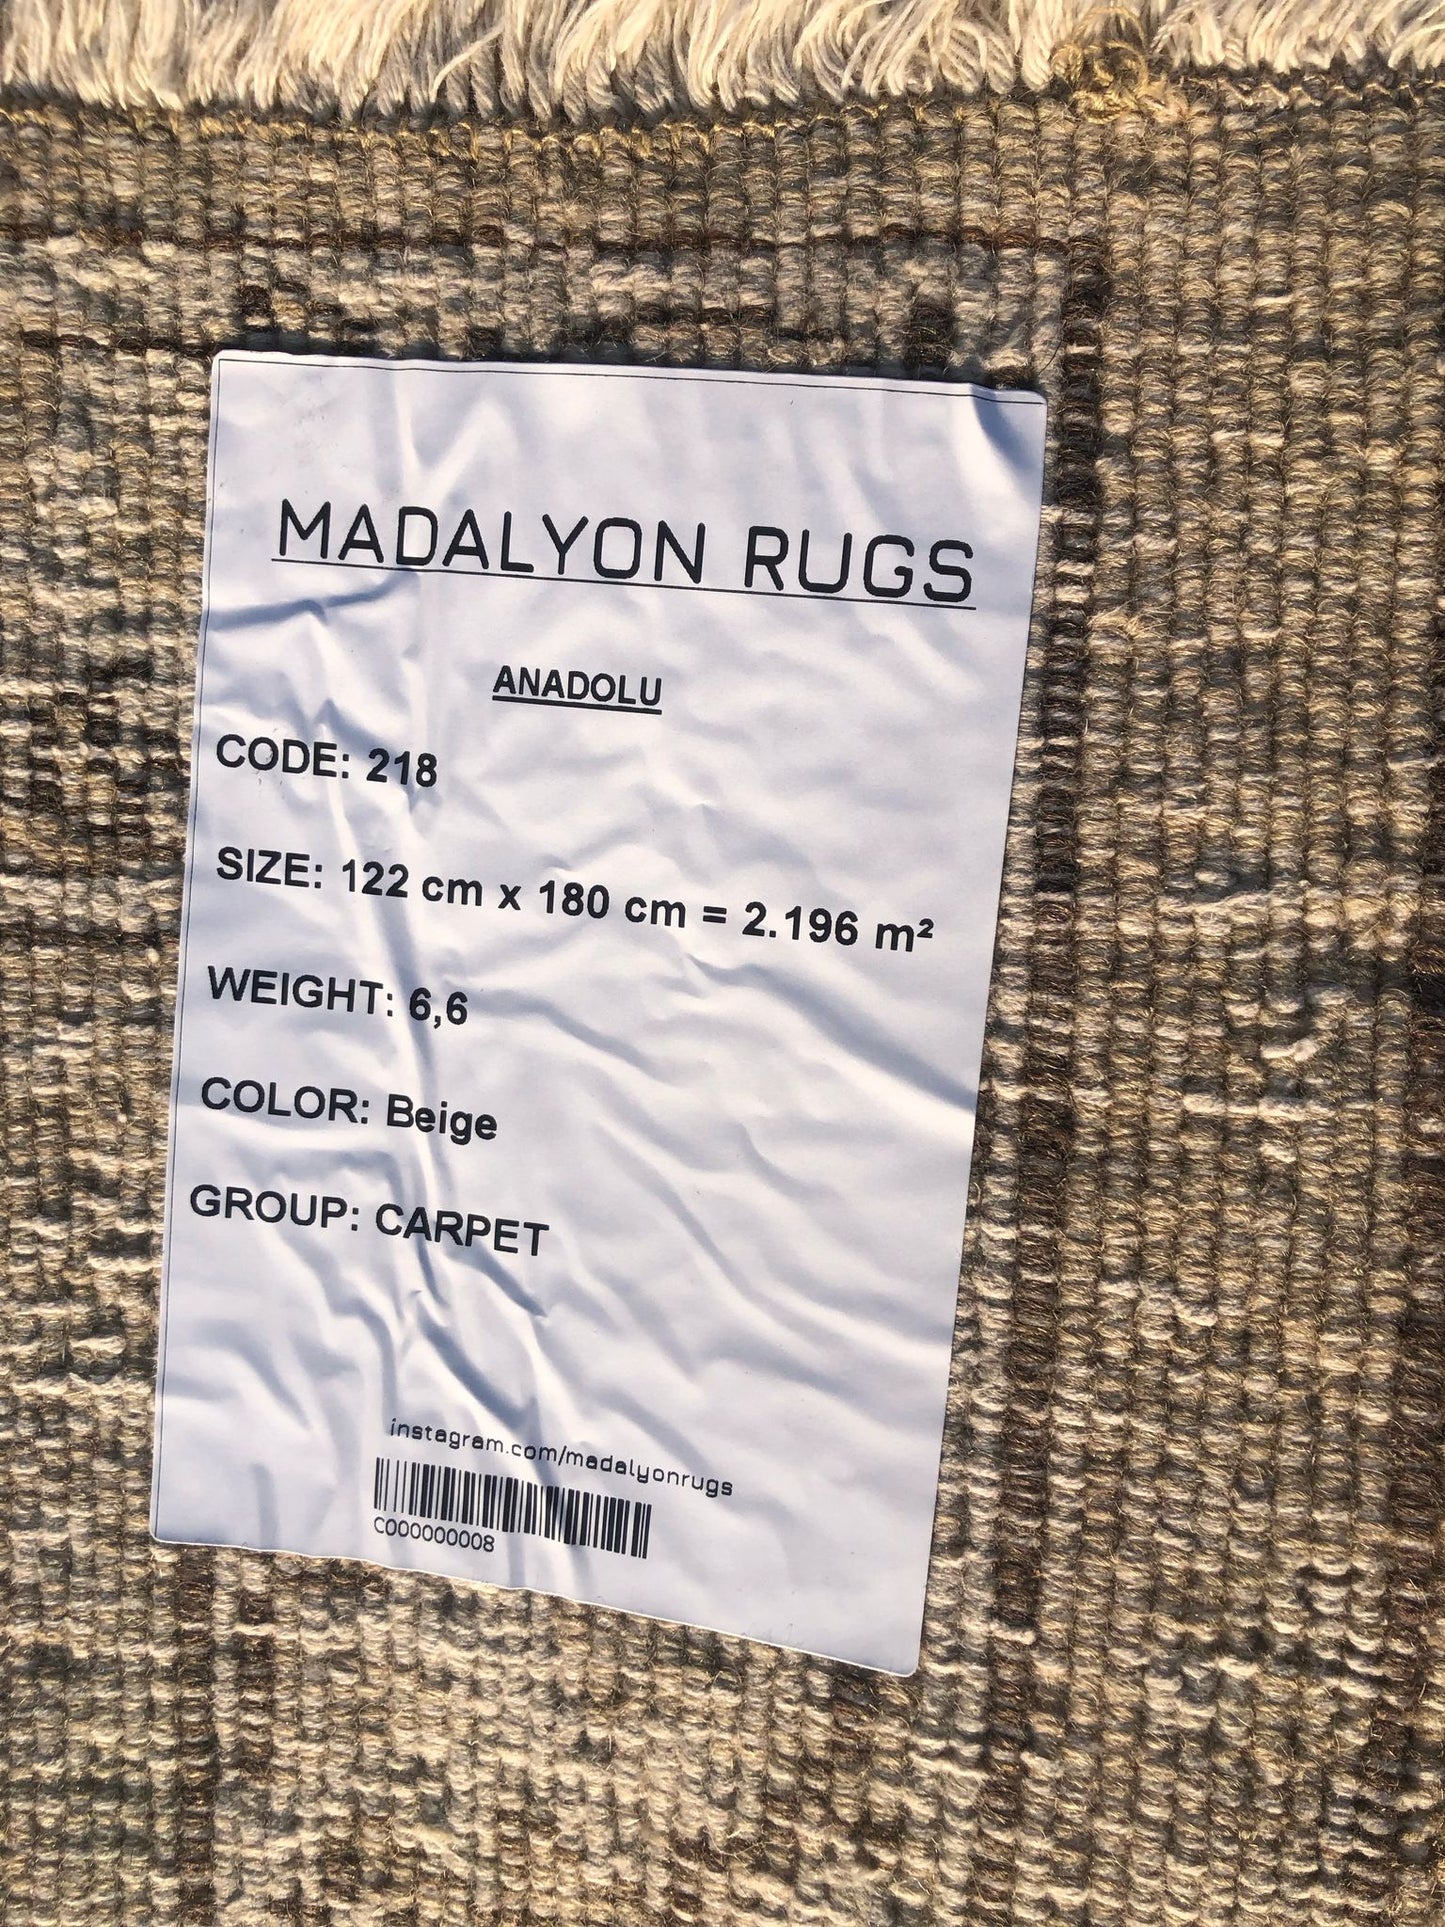 MADALYON RUGS
ANADOLU
CODE: 218
SIZE: 122 cm x 180 cm = 2.196 m²
WEIGHT: 6,6
COLOR: Beige
GROUP: CARPET
instagram.com/madalyonrugs
C000000008